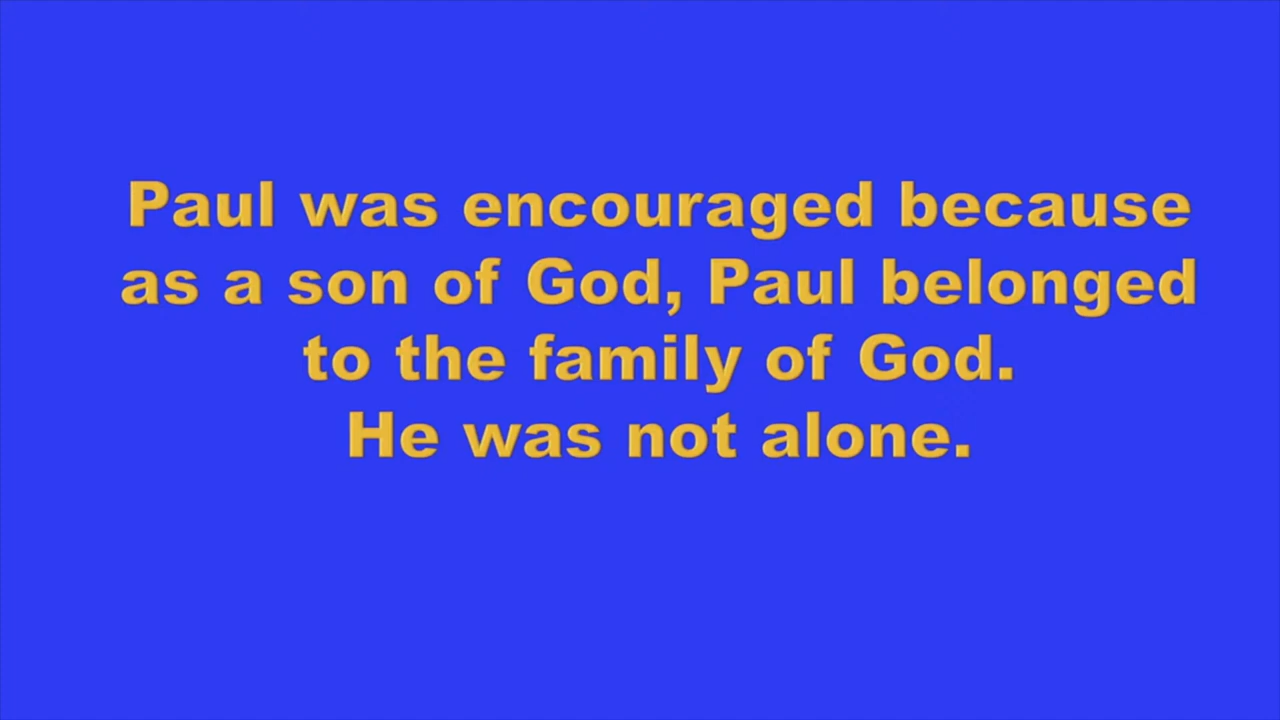 Paul was encouraged because
as a son of God, Paul belonged
to the family of God.
He was not alone.